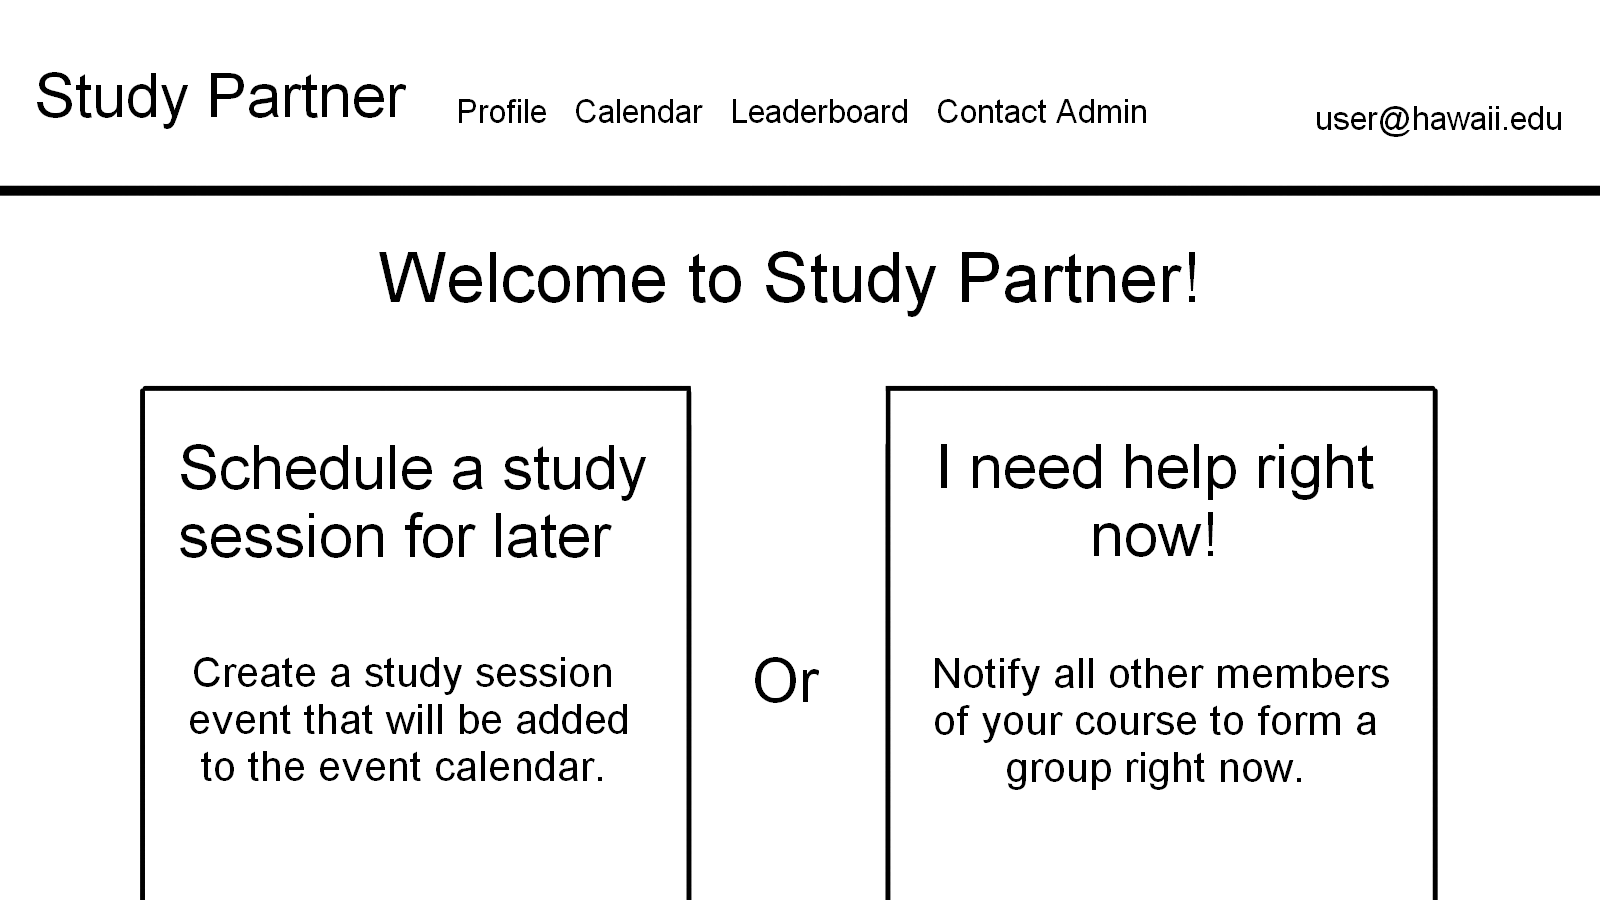 Study Partner Profile Calendar Leaderboard Contact Admin user@hawaii.edu
Welcome to Study Partner!
Schedule a study
session for later
Create a study session
event that will be added
to the event calendar.
Or
I need help right
now!
Notify all other members
of your course to form a
group right now.